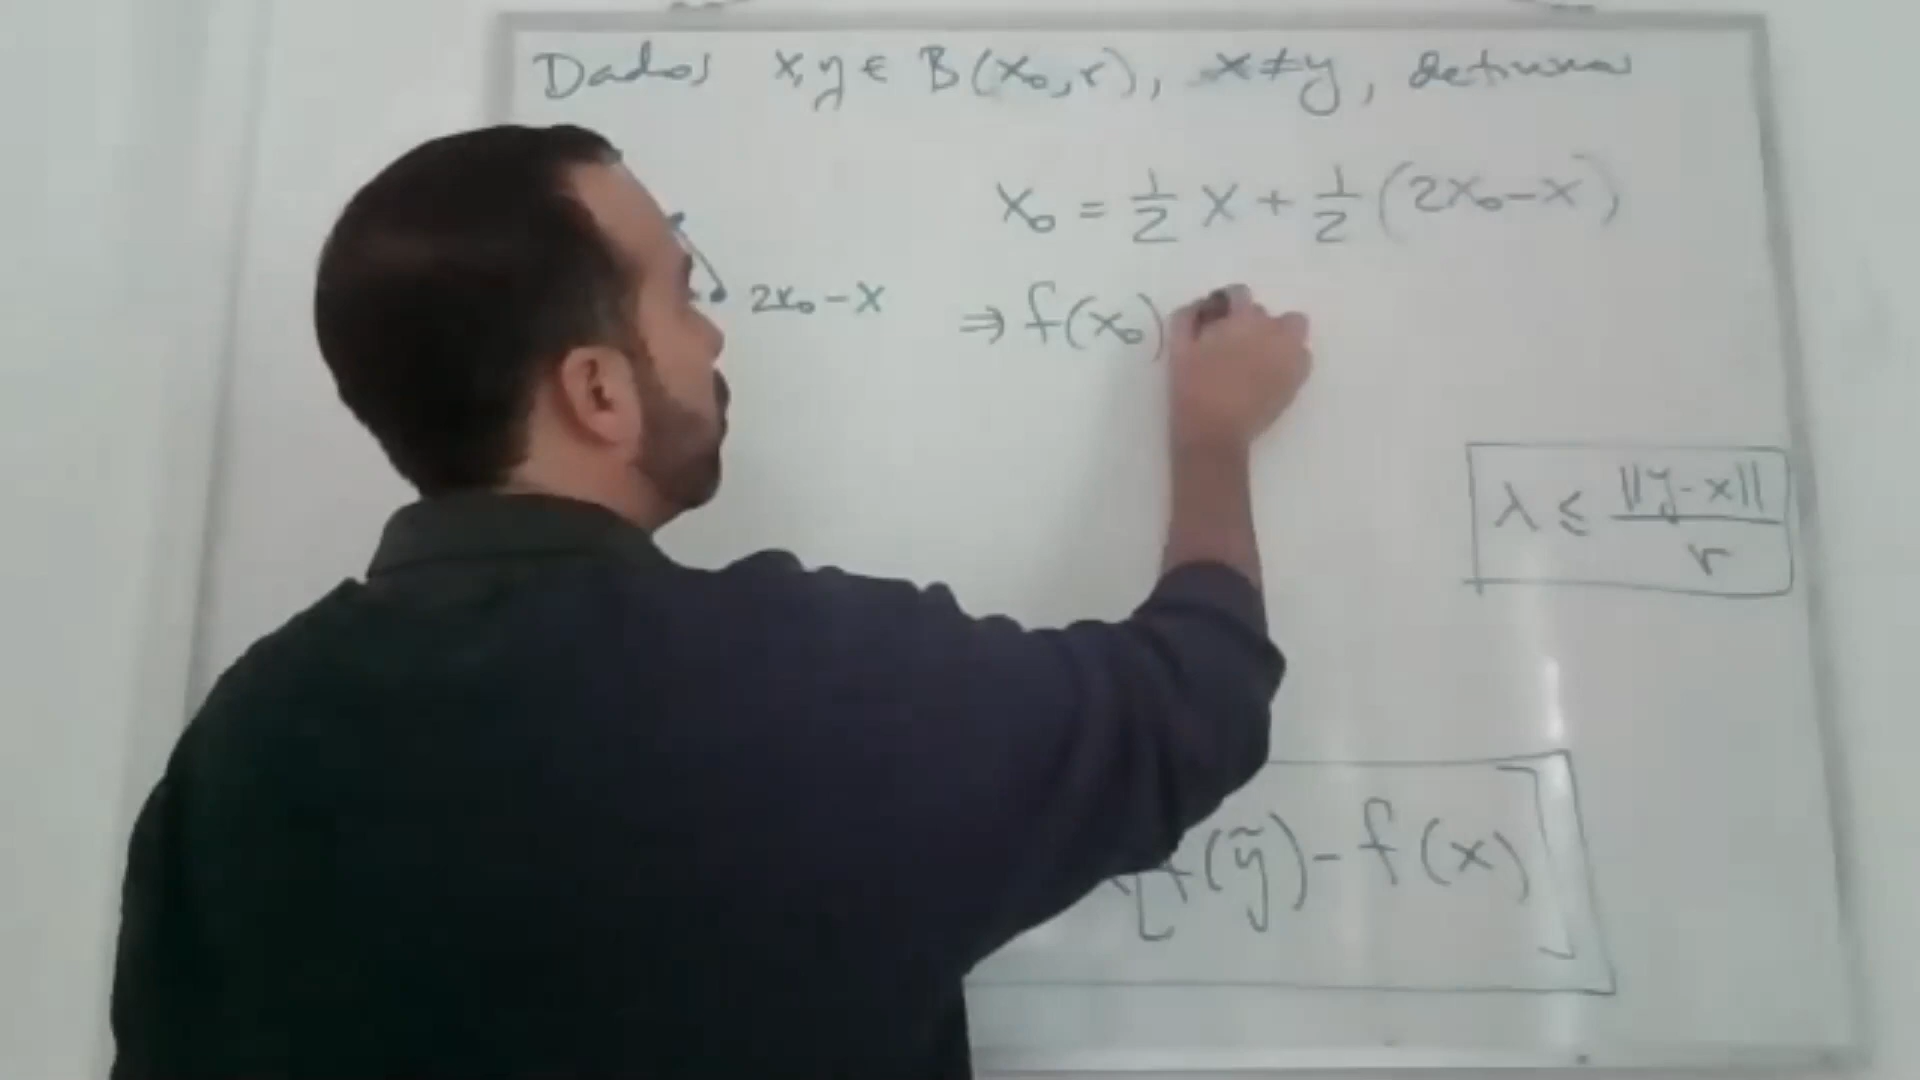 Dados x, y ∈ B(x₀, r), x ≠ y, definimos
x₀ = 1/2 x + 1/2 (2x₀ - x)
2x₀ - x
⇒ f(x₀)
λ ≤ ||y - x|| / r
[f(ỹ) - f(x)]